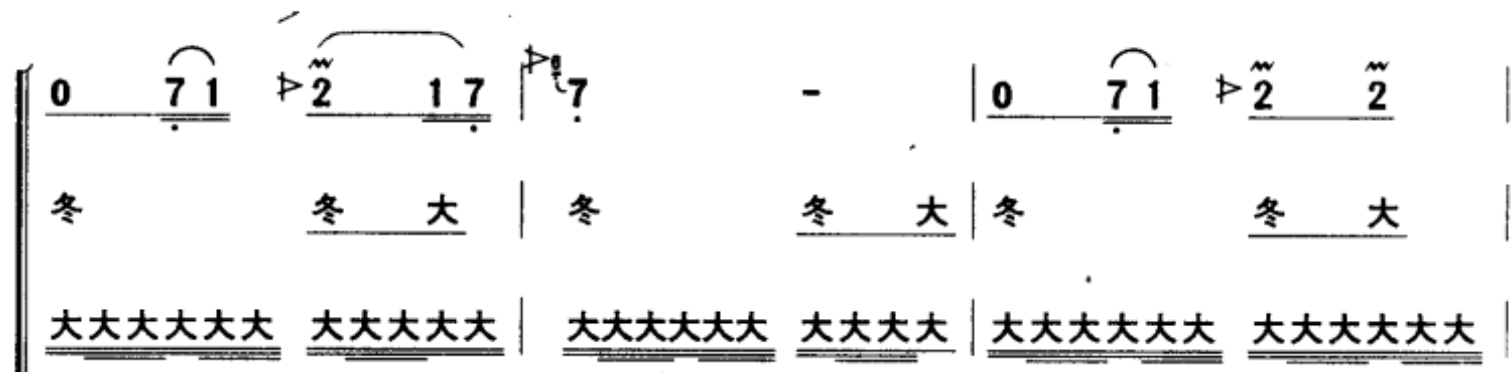 0 7 1 2 1 7 | 7 - | 0 7 1 2 2 |
冬 冬 大 | 冬 冬 大 | 冬 冬 大 |
大大大大大大 大大大大大 | 大大大大大大 大大大大 | 大大大大大大 大大大大大大 |